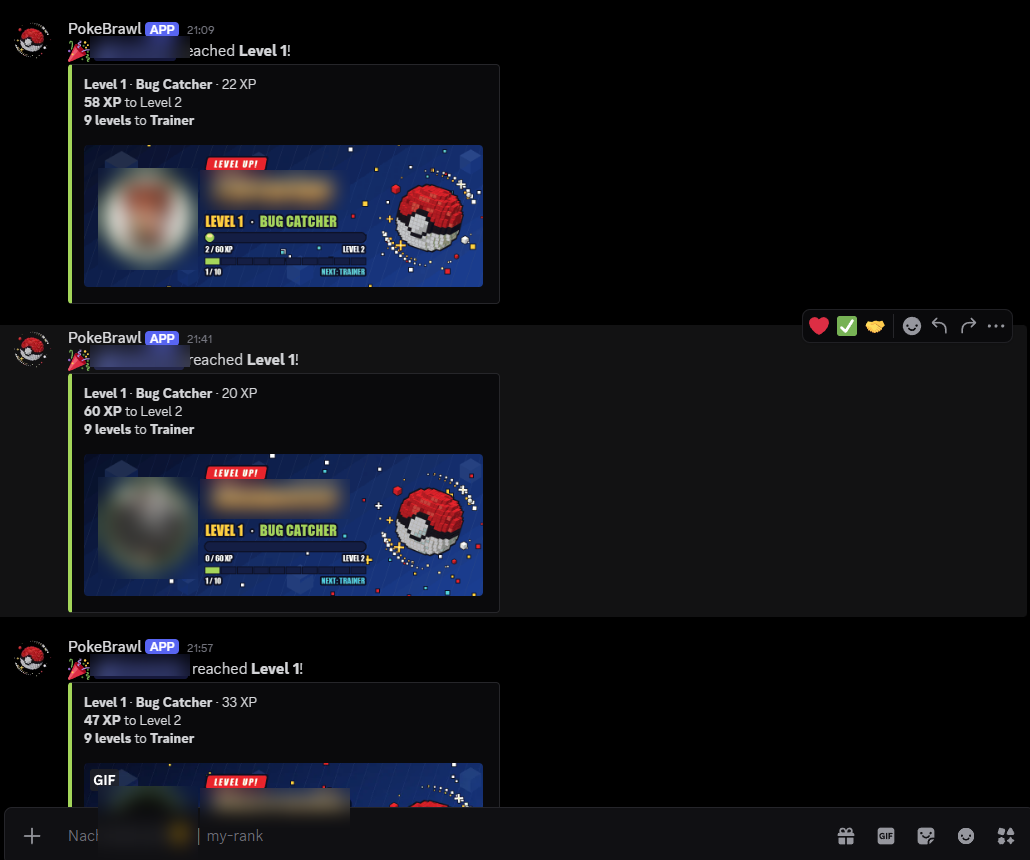 PokeBrawl APP 21:09
reached Level 1!
Level 1 · Bug Catcher · 22 XP
58 XP to Level 2
9 levels to Trainer
LEVEL UP!
LEVEL 1 · BUG CATCHER
2 / 60 XP LEVEL 2
1 / 10 NEXT: TRAINER
PokeBrawl APP 21:41
reached Level 1!
Level 1 · Bug Catcher · 20 XP
60 XP to Level 2
9 levels to Trainer
LEVEL UP!
LEVEL 1 · BUG CATCHER
0 / 60 XP LEVEL 2
1 / 10 NEXT: TRAINER
PokeBrawl APP 21:57
reached Level 1!
Level 1 · Bug Catcher · 33 XP
47 XP to Level 2
9 levels to Trainer
GIF
LEVEL UP!
| my-rank
GIF